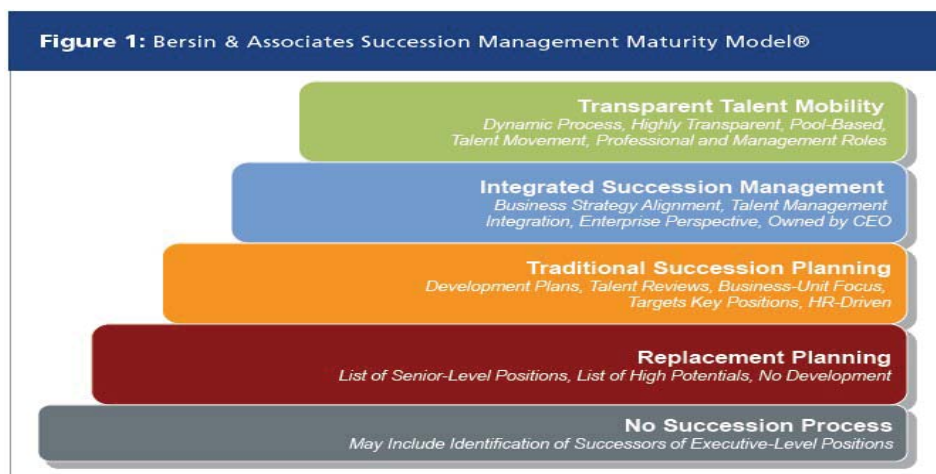 Figure 1: Bersin & Associates Succession Management Maturity Model®
Transparent Talent Mobility
Dynamic Process, Highly Transparent, Pool-Based,
Talent Movement, Professional and Management Roles
Integrated Succession Management
Business Strategy Alignment, Talent Management
Integration, Enterprise Perspective, Owned by CEO
Traditional Succession Planning
Development Plans, Talent Reviews, Business-Unit Focus,
Targets Key Positions, HR-Driven
Replacement Planning
List of Senior-Level Positions, List of High Potentials, No Development
No Succession Process
May Include Identification of Successors of Executive-Level Positions